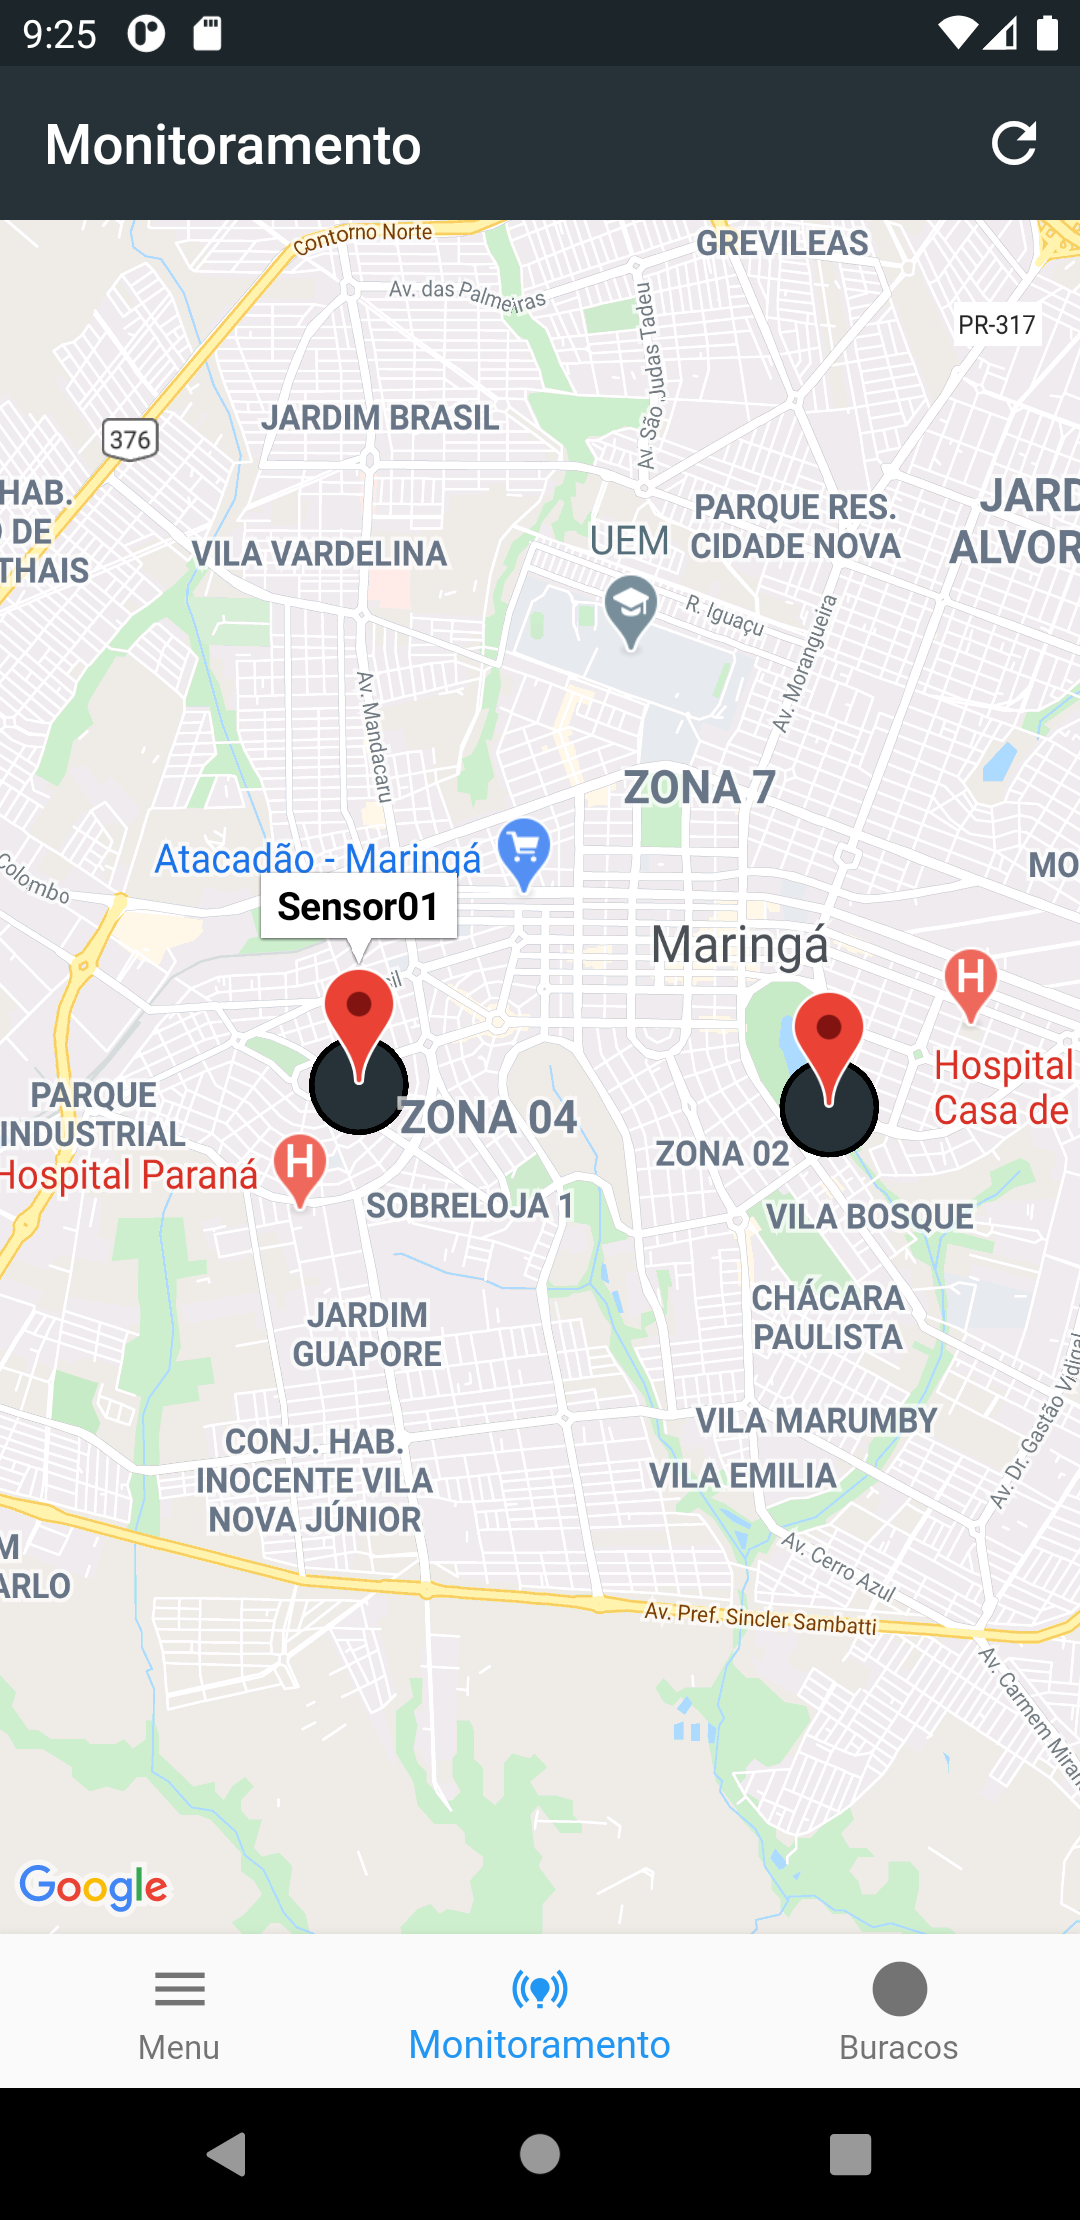 9:25
Monitoramento
Contorno Norte
GREVILEAS
Av. das Palmeiras
Av. São Judas Tadeu
PR-317
JARDIM BRASIL
376
HAB.
DE
THAIS
PARQUE RES.
CIDADE NOVA
JARD
ALVOR
UEM
VILA VARDELINA
R. Iguaçu
Av. Morangueira
Av. Mandacaru
ZONA 7
Atacadão - Maringá
Colombo
MO
Sensor01
Maringá
sil
H
Hospital
Casa de
PARQUE
INDUSTRIAL
ZONA 04
Hospital Paraná
H
ZONA 02
SOBRELOJA 1
VILA BOSQUE
CHÁCARA
PAULISTA
JARDIM
GUAPORE
Av. Dr. Gastão Vidigal
VILA MARUMBY
CONJ. HAB.
INOCENTE VILA
NOVA JÚNIOR
VILA EMILIA
M
ARLO
Av. Cerro Azul
Av. Pref. Sincler Sambatti
Av. Carmem Miran
Google
Menu
Monitoramento
Buracos